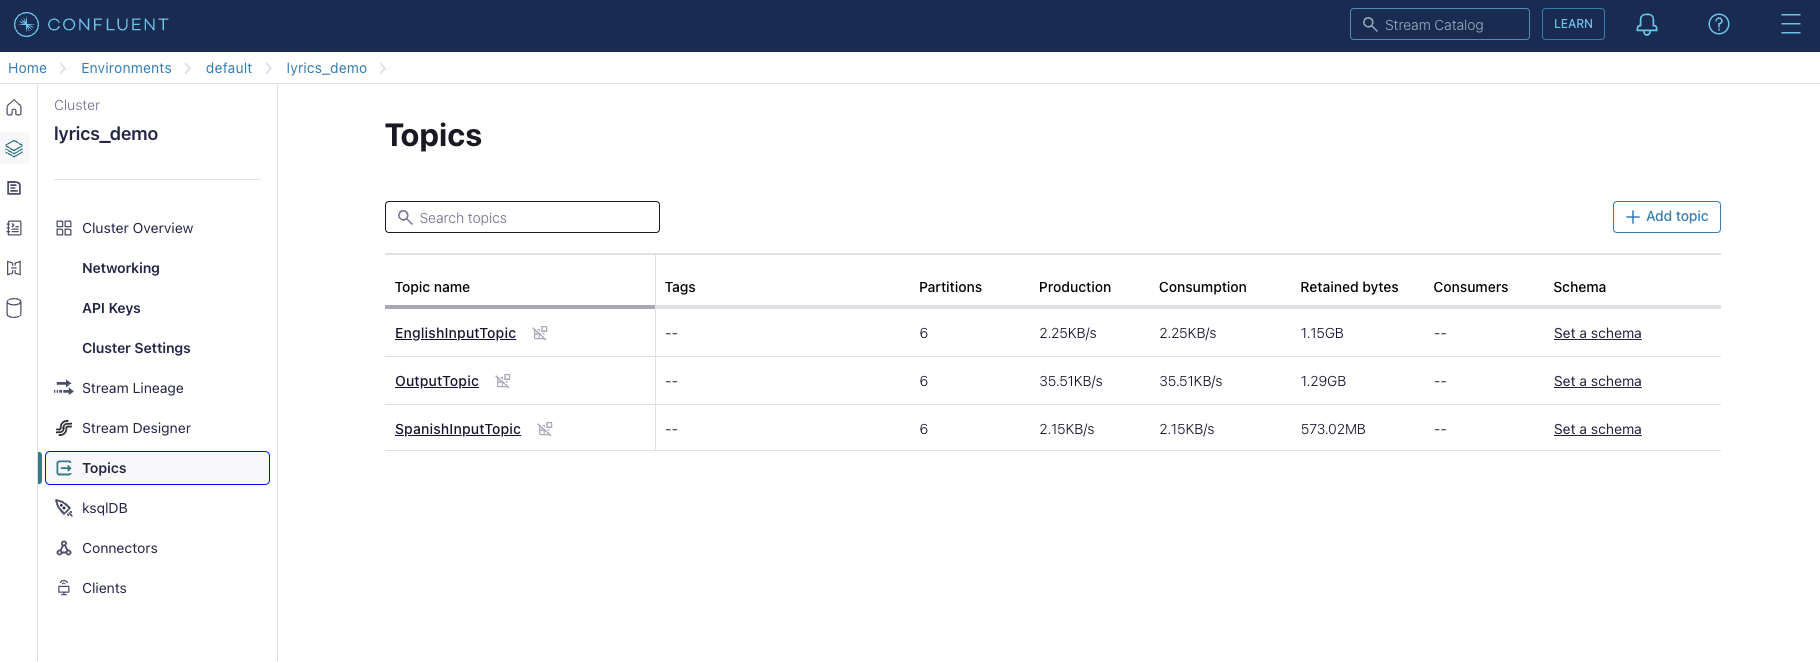 CONFLUENT
Stream Catalog
LEARN
Home
Environments
default
lyrics_demo
Cluster
lyrics_demo
Cluster Overview
Networking
API Keys
Cluster Settings
Stream Lineage
Stream Designer
Topics
ksqlDB
Connectors
Clients
Topics
Search topics
Add topic
Topic name Tags Partitions Production Consumption Retained bytes Consumers Schema
EnglishInputTopic -- 6 2.25KB/s 2.25KB/s 1.15GB -- Set a schema
OutputTopic -- 6 35.51KB/s 35.51KB/s 1.29GB -- Set a schema
SpanishInputTopic -- 6 2.15KB/s 2.15KB/s 573.02MB -- Set a schema